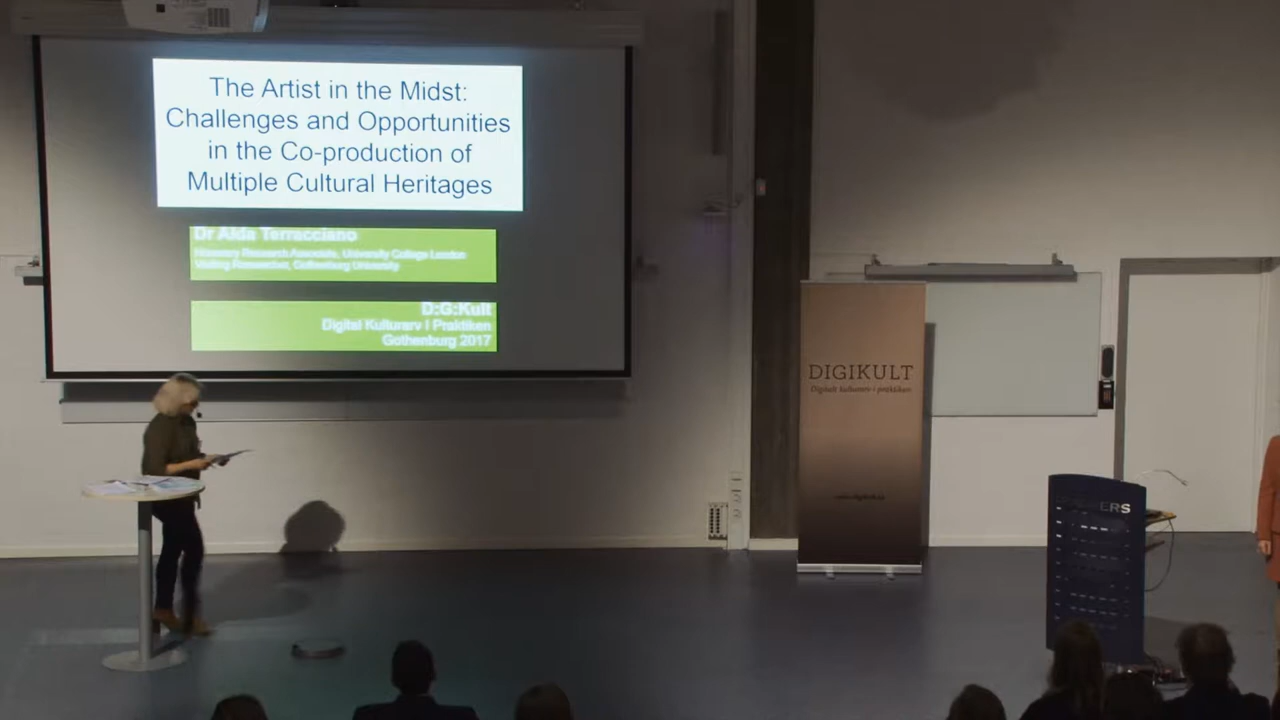 The Artist in the Midst:
Challenges and Opportunities
in the Co-production of
Multiple Cultural Heritages
Dr Alda Terracciano
Honorary Research Associate, University College London
Visiting Researcher, Gothenburg University
D:G:Kult
Digital Kulturarv I Praktiken
Gothenburg 2017
DIGIKULT
Digitalt kulturarv i praktiken